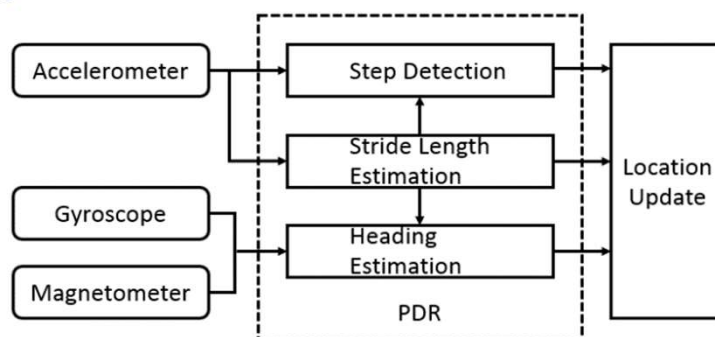 Accelerometer
Step Detection
Stride Length
Estimation
Location
Update
Gyroscope
Heading
Estimation
Magnetometer
PDR